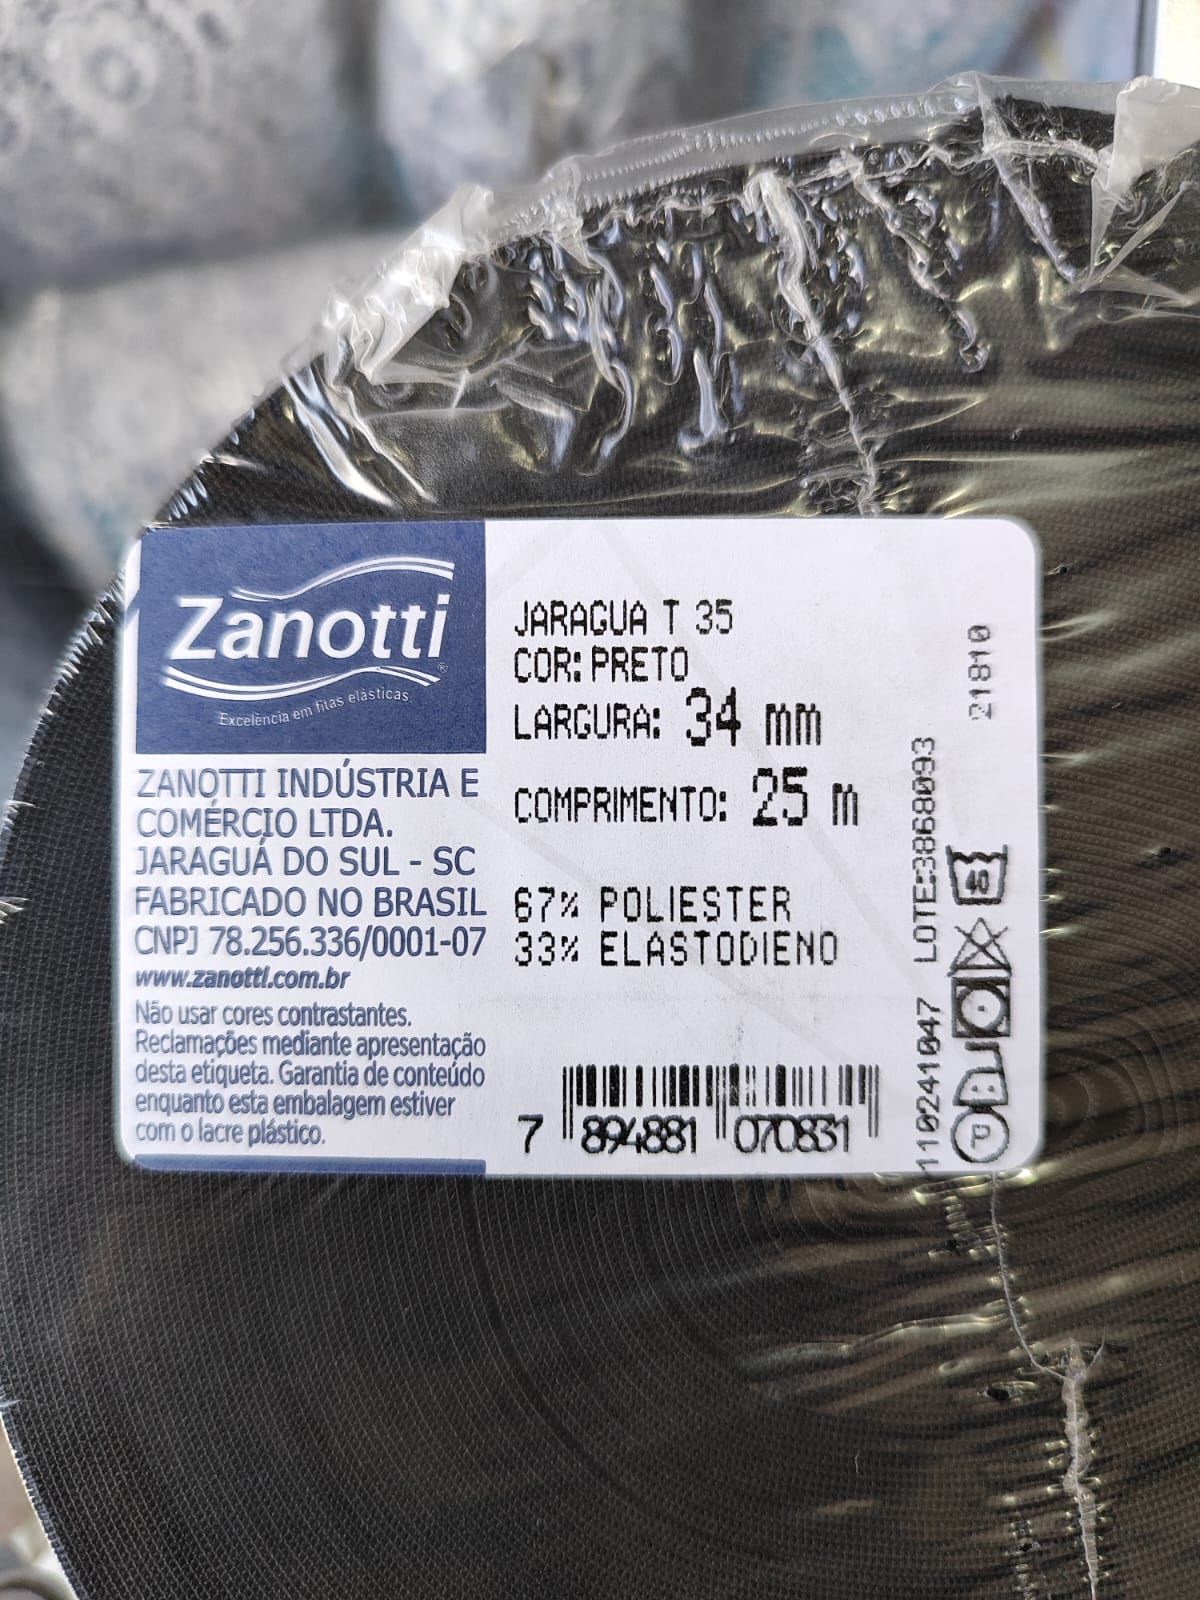 Zanotti®
Excelência em fitas elásticas
ZANOTTI INDÚSTRIA E
COMÉRCIO LTDA.
JARAGUÁ DO SUL - SC
FABRICADO NO BRASIL
CNPJ 78.256.336/0001-07
www.zanotti.com.br
Não usar cores contrastantes.
Reclamações mediante apresentação
desta etiqueta. Garantia de conteúdo
enquanto esta embalagem estiver
com o lacre plástico.
JARAGUA T 35
COR: PRETO
LARGURA: 34 mm
COMPRIMENTO: 25 m
67% POLIESTER
33% ELASTODIENO
7 894881 070831
110241047 LOTE:3868093
21810
40
P